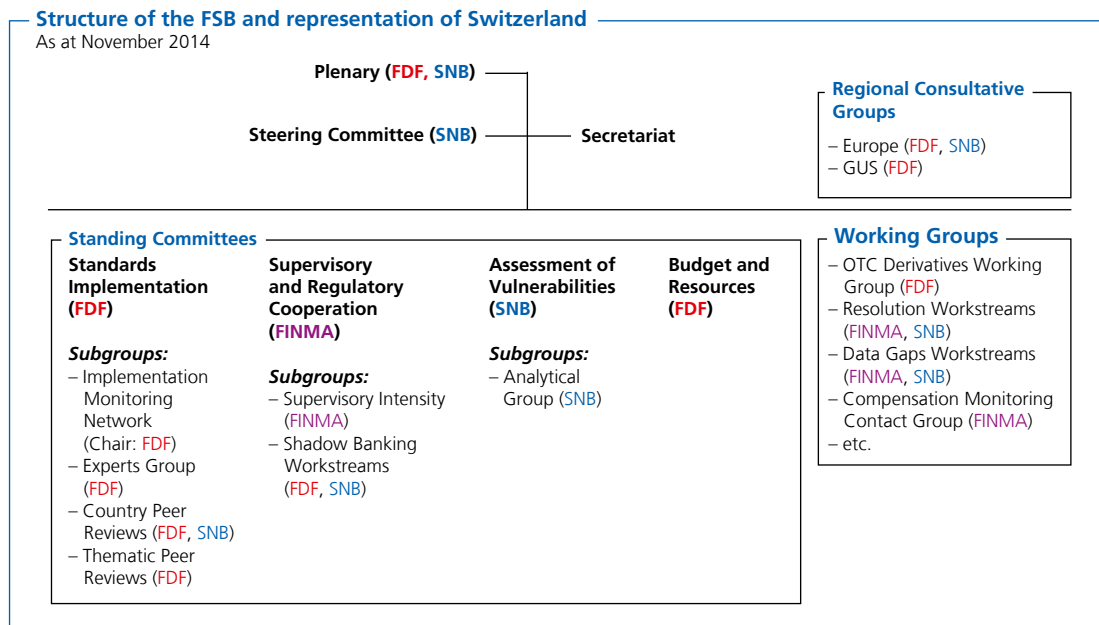 Structure of the FSB and representation of Switzerland
As at November 2014
Plenary (FDF, SNB)
Steering Committee (SNB)
Secretariat
Regional Consultative
Groups
– Europe (FDF, SNB)
– GUS (FDF)
Standing Committees
Standards
Implementation
(FDF)
Subgroups:
– Implementation
Monitoring
Network
(Chair: FDF)
– Experts Group
(FDF)
– Country Peer
Reviews (FDF, SNB)
– Thematic Peer
Reviews (FDF)
Supervisory
and Regulatory
Cooperation
(FINMA)
Subgroups:
– Supervisory Intensity
(FINMA)
– Shadow Banking
Workstreams
(FDF, SNB)
Assessment of
Vulnerabilities
(SNB)
Subgroups:
– Analytical
Group (SNB)
Budget and
Resources
(FDF)
Working Groups
– OTC Derivatives Working
Group (FDF)
– Resolution Workstreams
(FINMA, SNB)
– Data Gaps Workstreams
(FINMA, SNB)
– Compensation Monitoring
Contact Group (FINMA)
– etc.